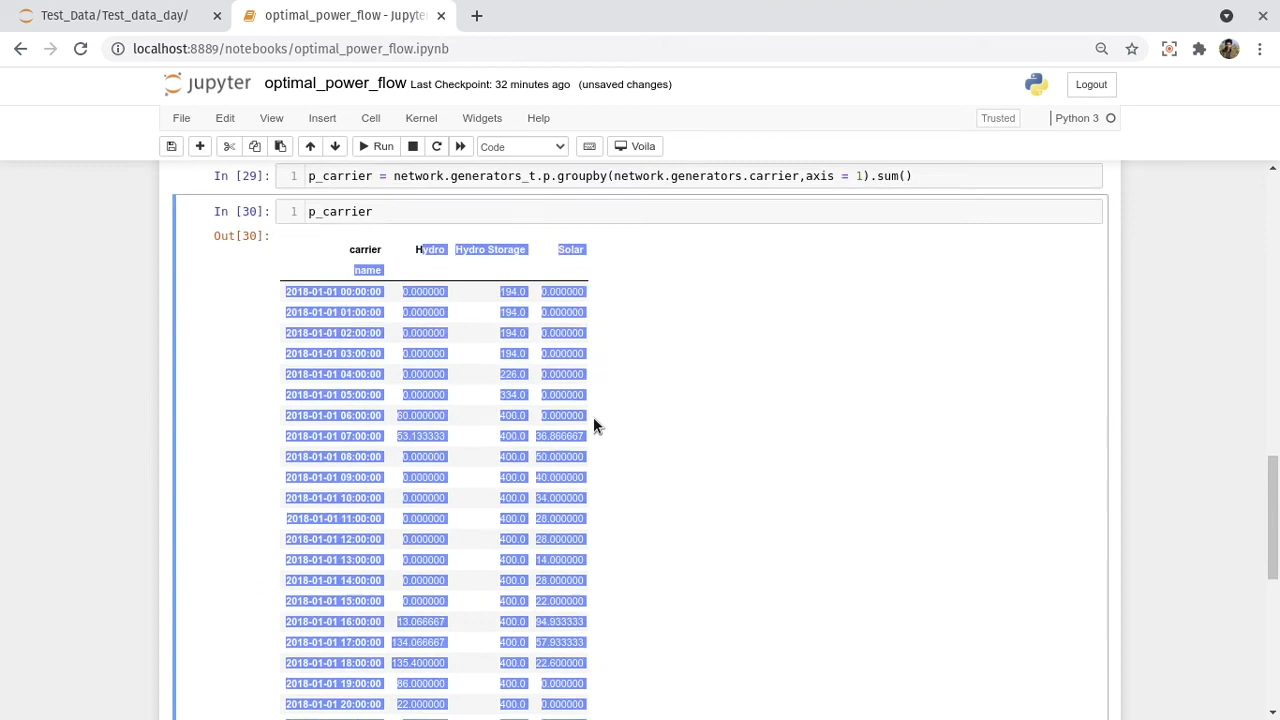 Test_Data/Test_data_day/
optimal_power_flow - Jupyte
localhost:8889/notebooks/optimal_power_flow.ipynb
jupyter optimal_power_flow Last Checkpoint: 32 minutes ago (unsaved changes) Logout
File Edit View Insert Cell Kernel Widgets Help Trusted Python 3
Run Code Voila
In [29]: 1 p_carrier = network.generators_t.p.groupby(network.generators.carrier,axis = 1).sum()
In [30]: 1 p_carrier
Out[30]:
carrier Hydro Hydro Storage Solar
name
2018-01-01 00:00:00 0.000000 194.0 0.000000
2018-01-01 01:00:00 0.000000 194.0 0.000000
2018-01-01 02:00:00 0.000000 194.0 0.000000
2018-01-01 03:00:00 0.000000 194.0 0.000000
2018-01-01 04:00:00 0.000000 226.0 0.000000
2018-01-01 05:00:00 0.000000 334.0 0.000000
2018-01-01 06:00:00 60.000000 400.0 0.000000
2018-01-01 07:00:00 53.133333 400.0 36.866667
2018-01-01 08:00:00 0.000000 400.0 50.000000
2018-01-01 09:00:00 0.000000 400.0 40.000000
2018-01-01 10:00:00 0.000000 400.0 34.000000
2018-01-01 11:00:00 0.000000 400.0 28.000000
2018-01-01 12:00:00 0.000000 400.0 28.000000
2018-01-01 13:00:00 0.000000 400.0 14.000000
2018-01-01 14:00:00 0.000000 400.0 28.000000
2018-01-01 15:00:00 0.000000 400.0 22.000000
2018-01-01 16:00:00 13.066667 400.0 94.933333
2018-01-01 17:00:00 134.066667 400.0 57.933333
2018-01-01 18:00:00 135.400000 400.0 22.600000
2018-01-01 19:00:00 86.000000 400.0 0.000000
2018-01-01 20:00:00 22.000000 400.0 0.000000